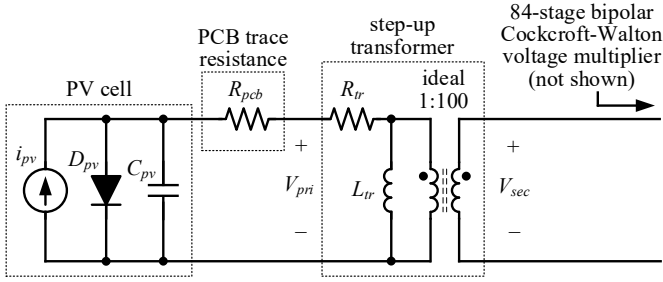 84-stage bipolar
Cockcroft-Walton
voltage multiplier
(not shown)
step-up
transformer
PCB trace
resistance
PV cell
ideal
1:100
R_pcb
R_tr
i_pv
D_pv
C_pv
+
V_pri
−
L_tr
+
V_sec
−